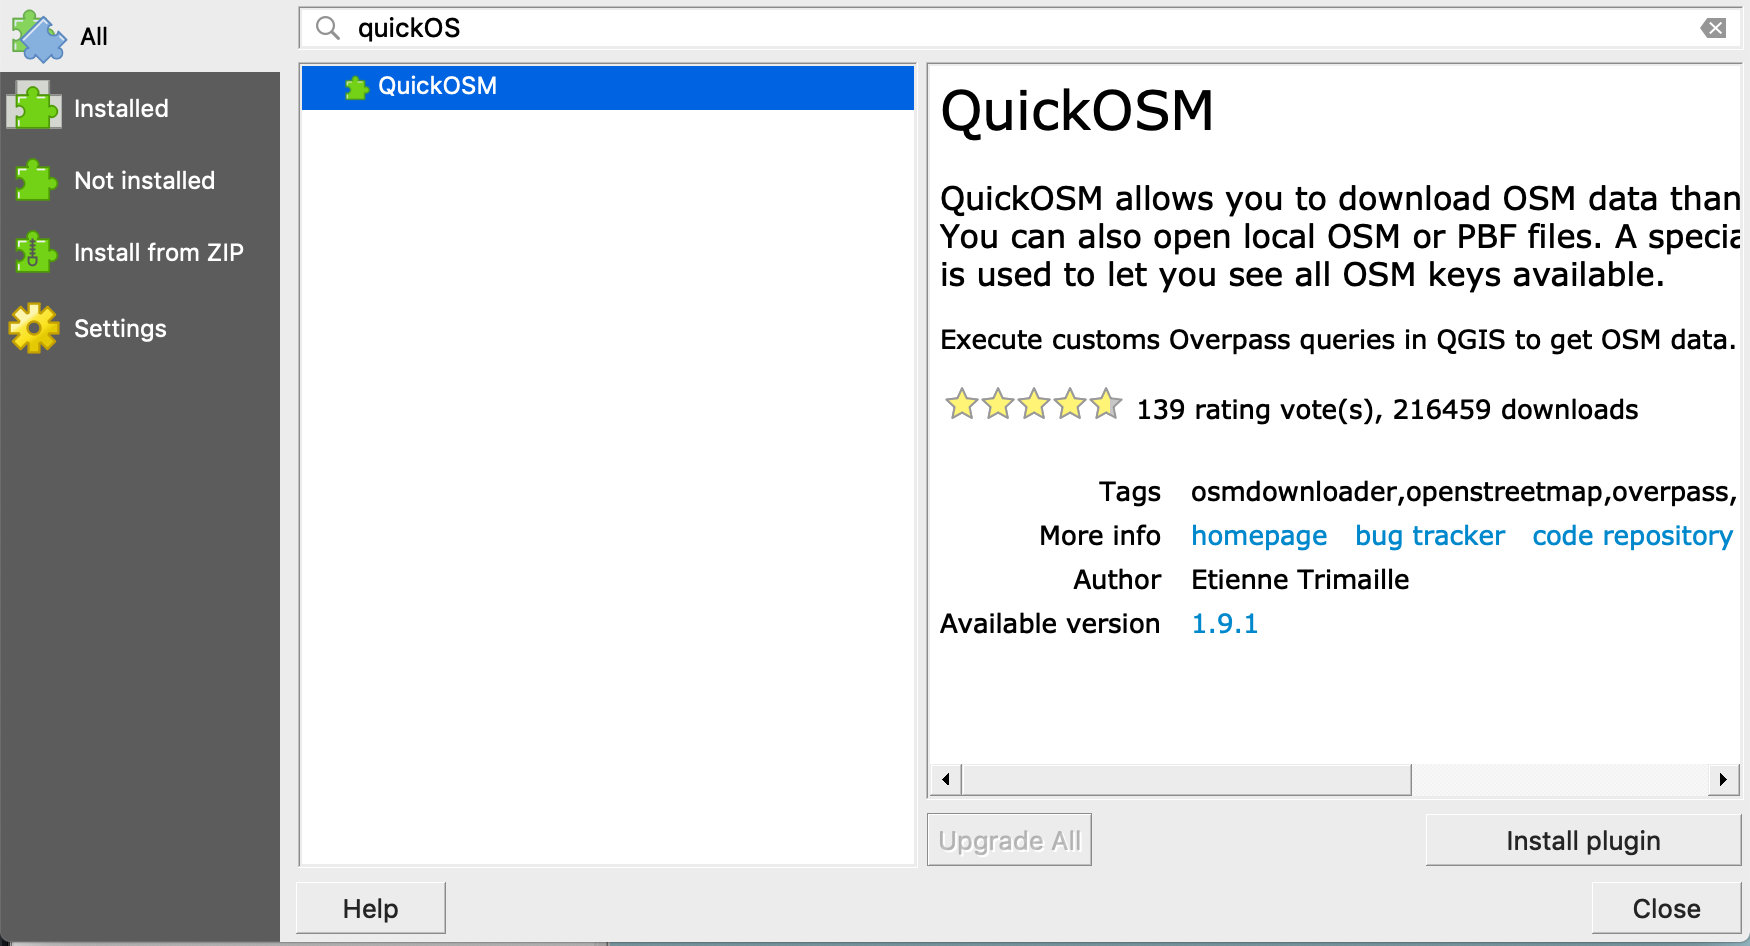 All
Installed
Not installed
Install from ZIP
Settings
quickOS
QuickOSM
QuickOSM
QuickOSM allows you to download OSM data than
You can also open local OSM or PBF files. A specia
is used to let you see all OSM keys available.
Execute customs Overpass queries in QGIS to get OSM data.
139 rating vote(s), 216459 downloads
Tags osmdownloader,openstreetmap,overpass,
More info homepage bug tracker code repository
Author Etienne Trimaille
Available version 1.9.1
Upgrade All
Install plugin
Help
Close